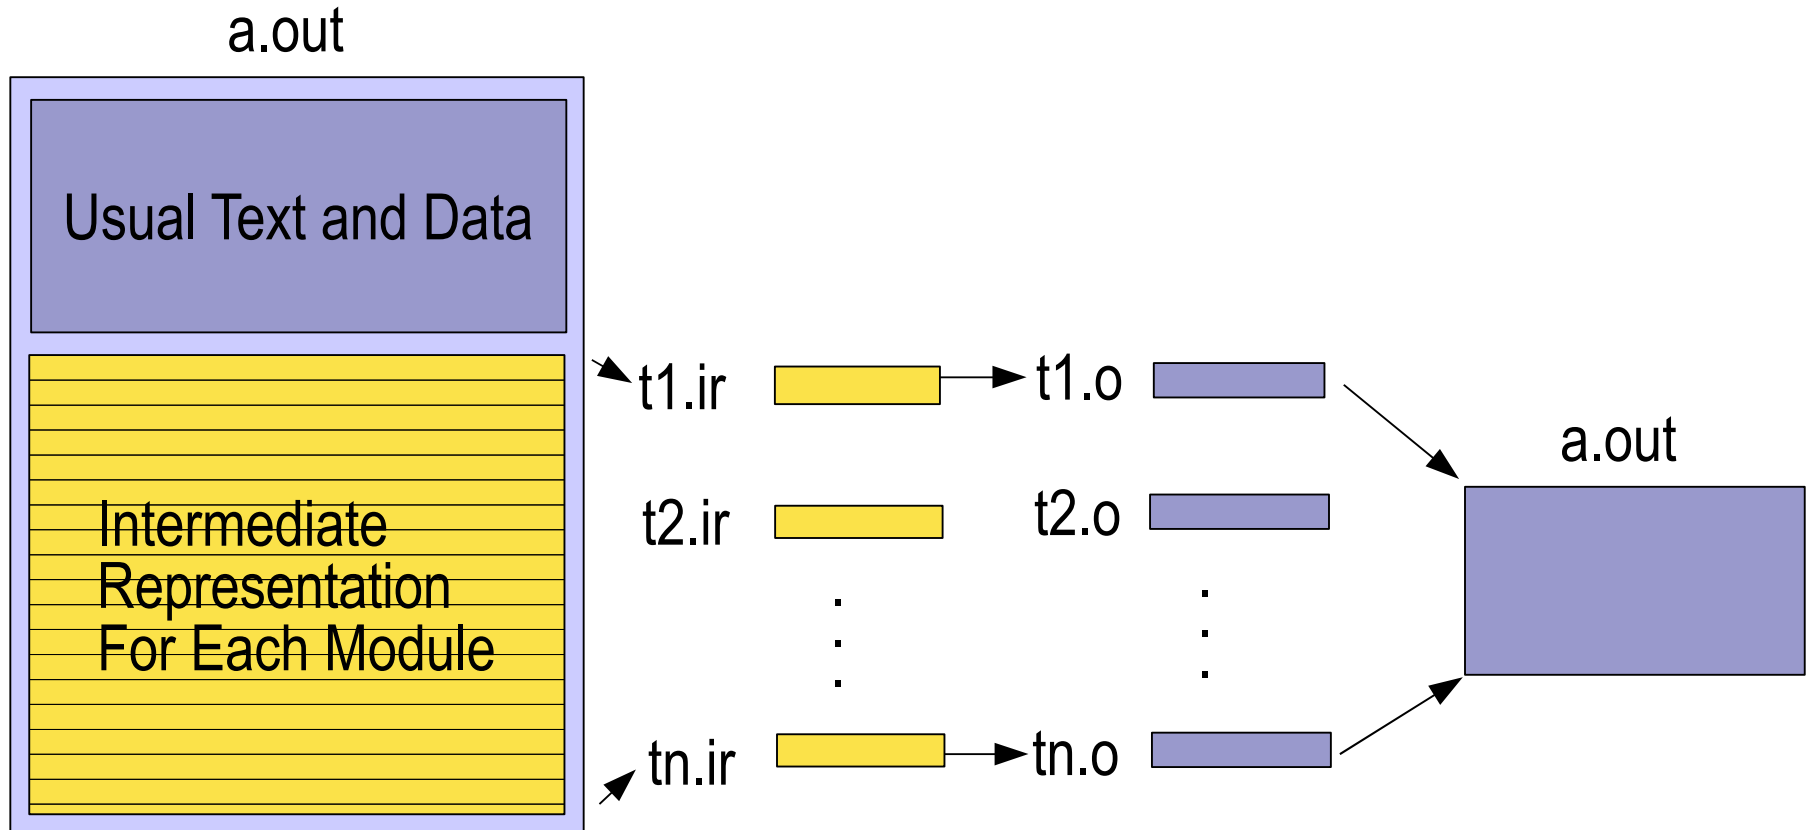 a.out
Usual Text and Data
Intermediate
Representation
For Each Module
t1.ir
t1.o
t2.ir
t2.o
tn.ir
tn.o
a.out